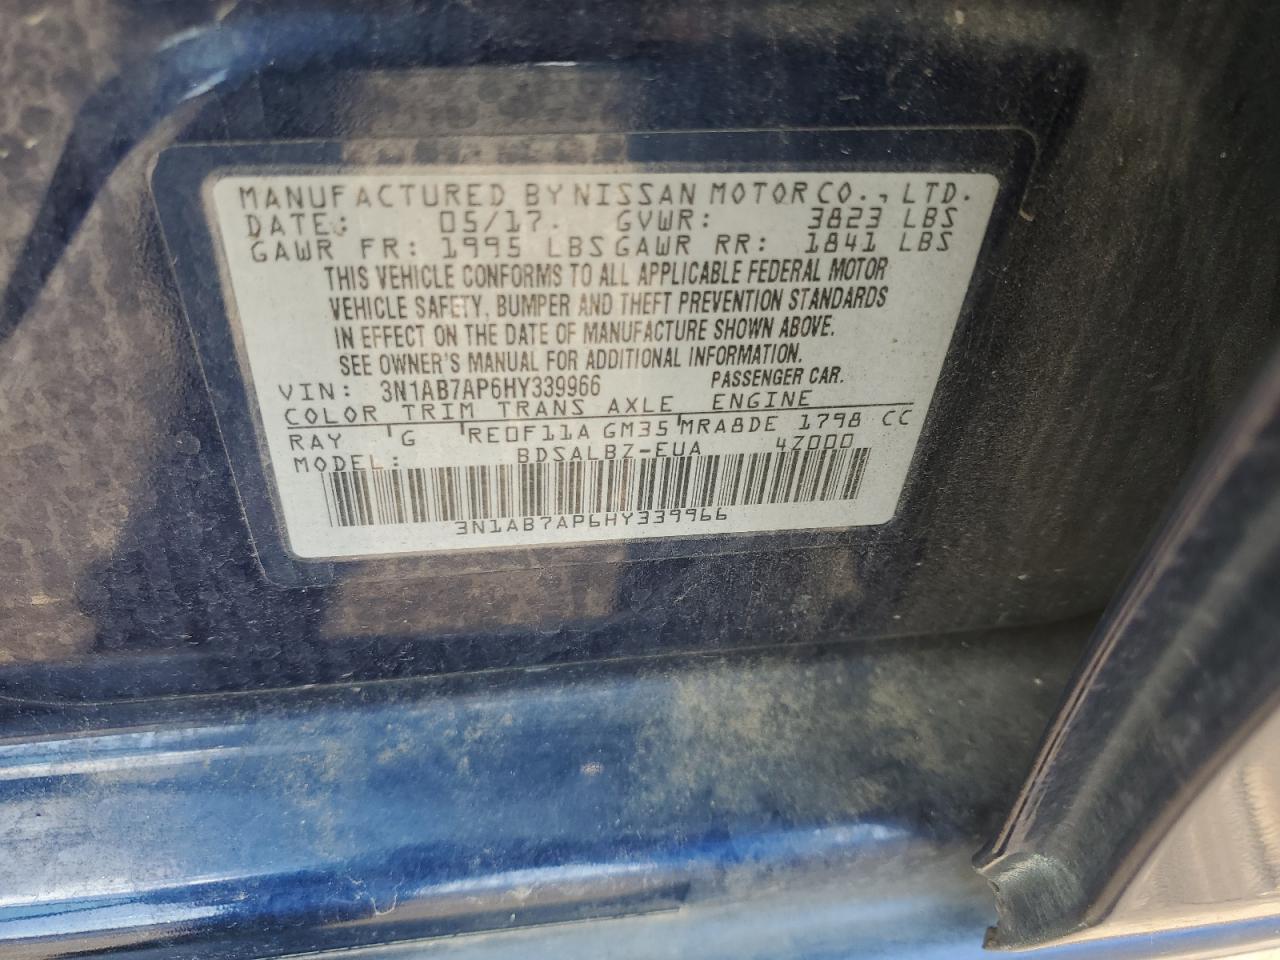 MANUFACTURED BY NISSAN MOTOR CO., LTD.
DATE: 05/17. GVWR: 3823 LBS
GAWR FR: 1995 LBS GAWR RR: 1841 LBS
THIS VEHICLE CONFORMS TO ALL APPLICABLE FEDERAL MOTOR
VEHICLE SAFETY, BUMPER AND THEFT PREVENTION STANDARDS
IN EFFECT ON THE DATE OF MANUFACTURE SHOWN ABOVE.
SEE OWNER'S MANUAL FOR ADDITIONAL INFORMATION.
VIN: 3N1AB7AP6HY339966 PASSENGER CAR.
COLOR TRIM TRANS AXLE ENGINE
RAY G RE0F11A GM35 MRA8DE 1798 CC
MODEL: BDSALBZ-EUA 4Z000
3N1AB7AP6HY339966